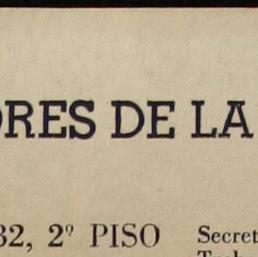 ORES DE LA
32, 2º PISO
Secret